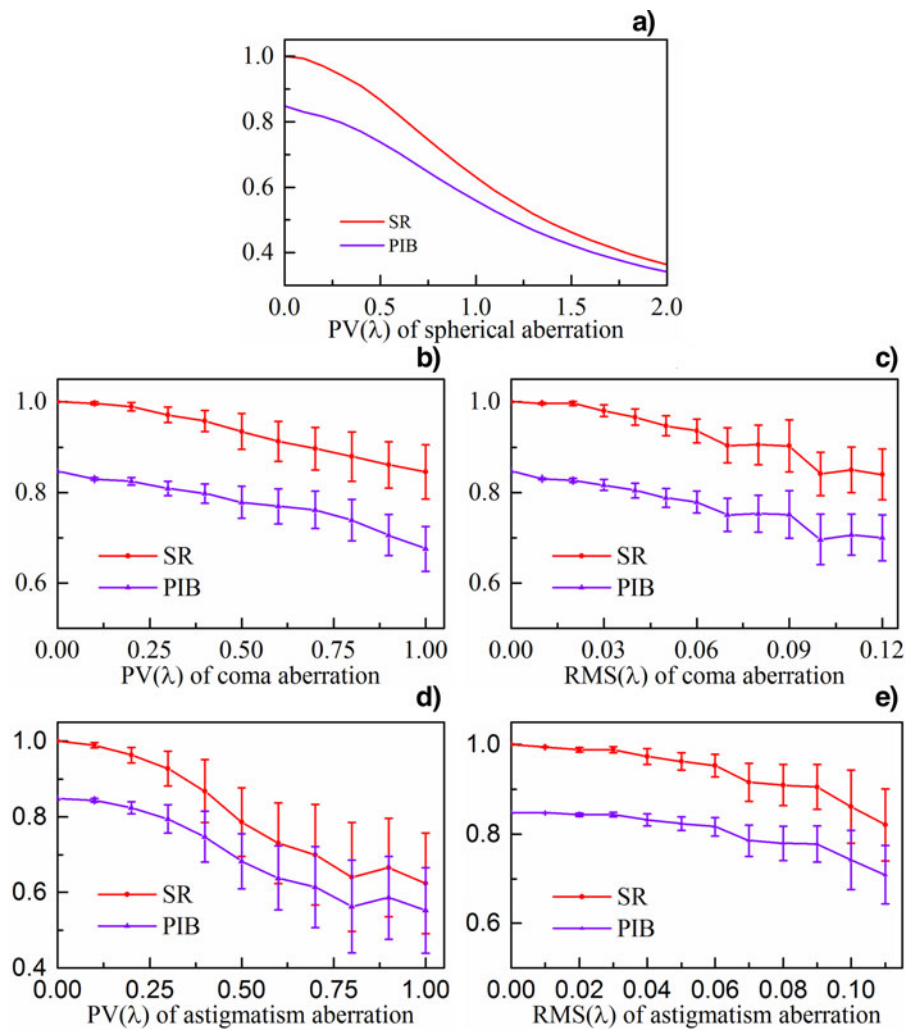 a)
1.0
0.8
0.6
0.4
SR
PIB
0.0 0.5 1.0 1.5 2.0
PV(λ) of spherical aberration
b)
1.0
0.8
0.6
SR
PIB
0.00 0.25 0.50 0.75 1.00
PV(λ) of coma aberration
c)
1.0
0.8
0.6
SR
PIB
0.00 0.03 0.06 0.09 0.12
RMS(λ) of coma aberration
d)
1.0
0.8
0.6
0.4
SR
PIB
0.00 0.25 0.50 0.75 1.00
PV(λ) of astigmatism aberration
e)
1.0
0.8
0.6
SR
PIB
0.00 0.02 0.04 0.06 0.08 0.10
RMS(λ) of astigmatism aberration